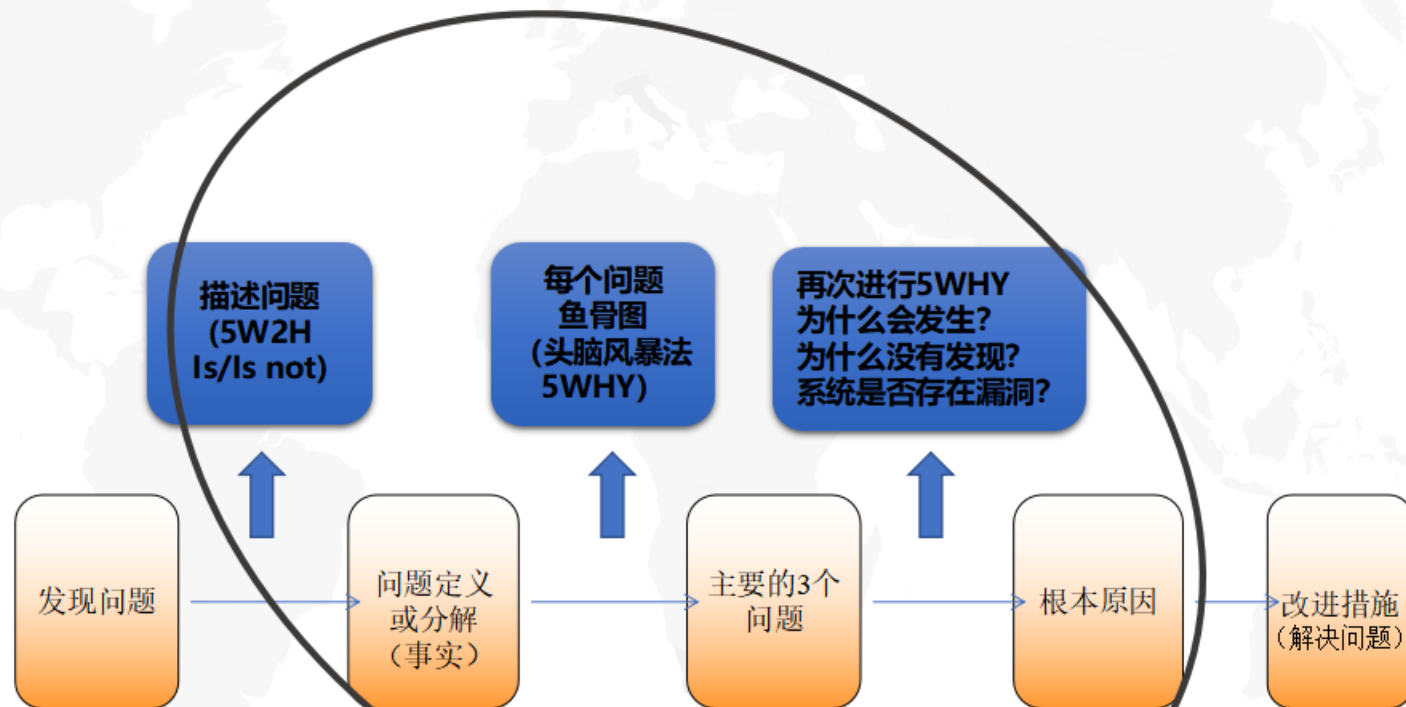 描述问题
(5W2H
Is/Is not)
每个问题
鱼骨图
(头脑风暴法
5WHY)
再次进行5WHY
为什么会发生?
为什么没有发现?
系统是否存在漏洞?
发现问题
问题定义
或分解
（事实）
主要的3个
问题
根本原因
改进措施
(解决问题)